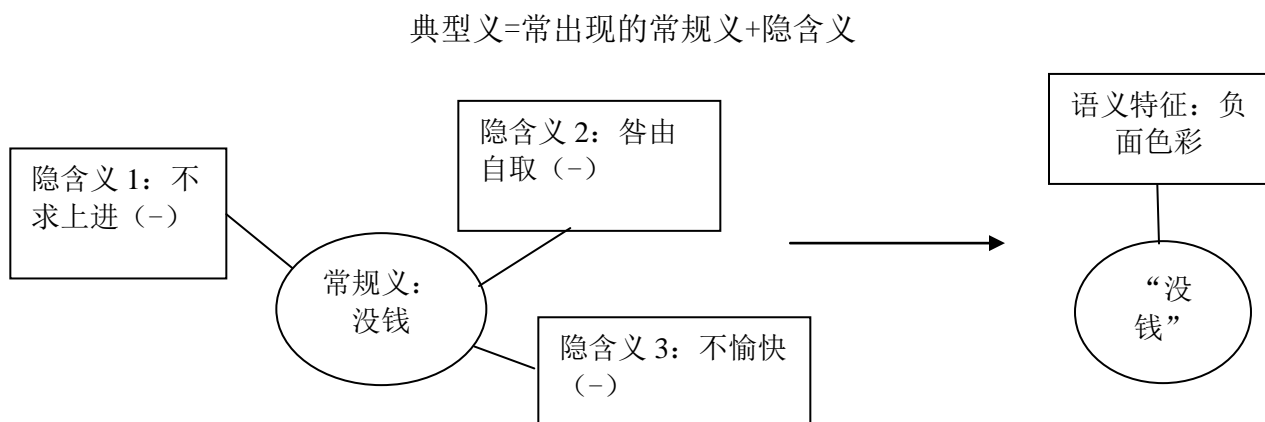 典型义=常出现的常规义+隐含义
隐含义 1：不
求上进（−）
隐含义 2：咎由
自取（−）
常规义：
没钱
隐含义 3：不愉快
（−）
语义特征：负
面色彩
“没
钱”